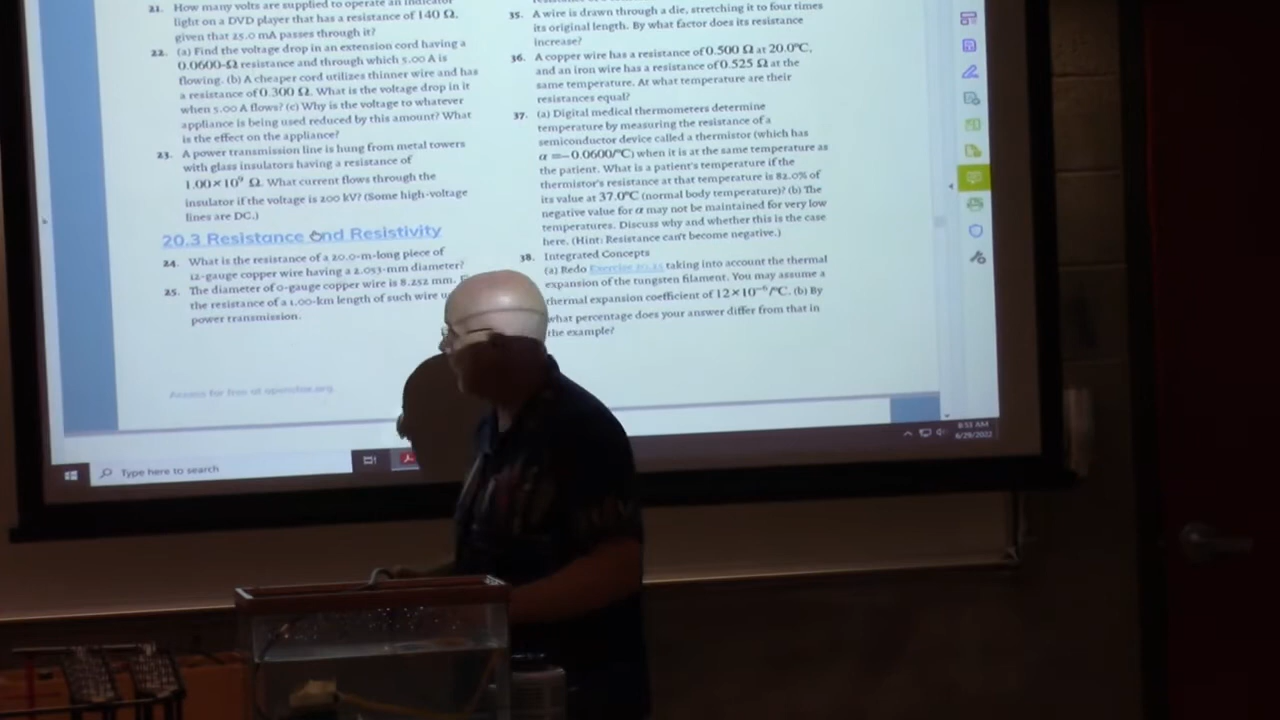 21. How many volts are supplied to operate an indicator
light on a DVD player that has a resistance of 140 Ω,
given that 25.0 mA passes through it?
22. (a) Find the voltage drop in an extension cord having a
0.0600-Ω resistance and through which 5.00 A is
flowing. (b) A cheaper cord utilizes thinner wire and has
a resistance of 0.300 Ω. What is the voltage drop in it
when 5.00 A flows? (c) Why is the voltage to whatever
appliance is being used reduced by this amount? What
is the effect on the appliance?
23. A power transmission line is hung from metal towers
with glass insulators having a resistance of
1.00×10⁹ Ω. What current flows through the
insulator if the voltage is 200 kV? (Some high-voltage
lines are DC.)
20.3 Resistance and Resistivity
24. What is the resistance of a 20.0-m-long piece of
12-gauge copper wire having a 2.053-mm diameter?
25. The diameter of 0-gauge copper wire is 8.252 mm.
the resistance of a 1.00-km length of such wire
power transmission.
Access for free at openstax.org
35. A wire is drawn through a die, stretching it to four times
its original length. By what factor does its resistance
increase?
36. A copper wire has a resistance of 0.500 Ω at 20.0ºC,
and an iron wire has a resistance of 0.525 Ω at the
same temperature. At what temperature are their
resistances equal?
37. (a) Digital medical thermometers determine
temperature by measuring the resistance of a
semiconductor device called a thermistor (which has
α = –0.0600/ºC) when it is at the same temperature as
the patient. What is a patient's temperature if the
thermistor's resistance at that temperature is 82.0% of
its value at 37.0ºC (normal body temperature)? (b) The
negative value for α may not be maintained for very low
temperatures. Discuss why and whether this is the case
here. (Hint: Resistance can't become negative.)
38. Integrated Concepts
(a) Redo Exercise taking into account the thermal
expansion of the tungsten filament. You may assume a
thermal expansion coefficient of 12×10⁻⁶/ºC. (b) By
what percentage does your answer differ from that in
the example?
Type here to search
8:53 AM
6/29/2022